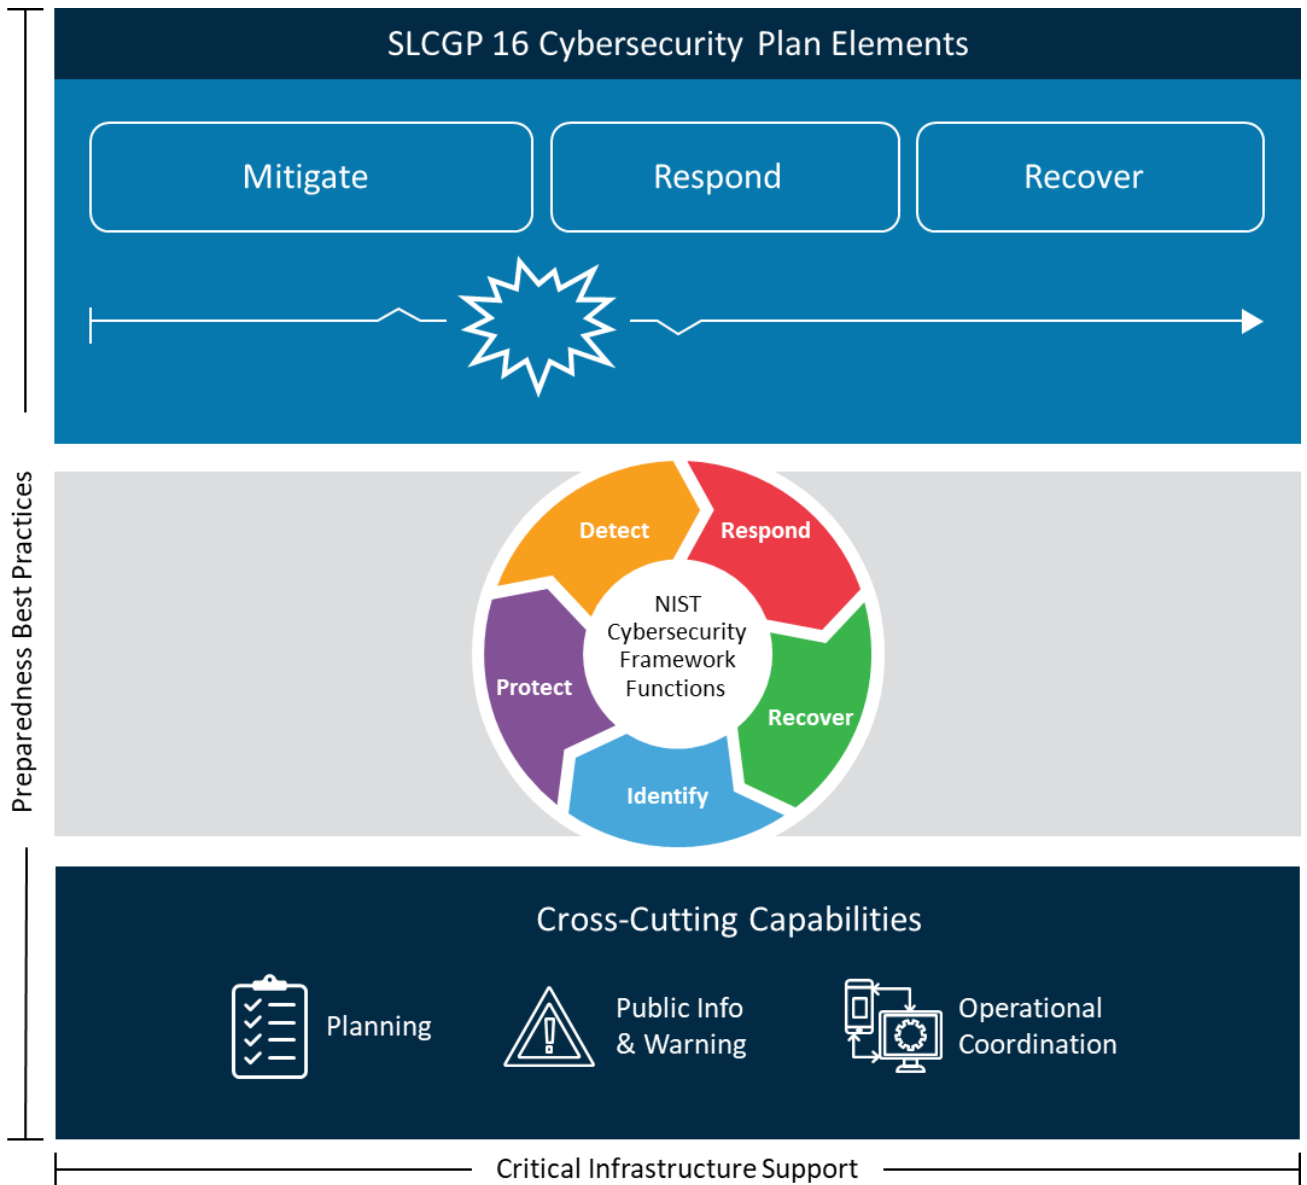 SLCGP 16 Cybersecurity Plan Elements
Mitigate
Respond
Recover
Preparedness Best Practices
Detect
Respond
NIST
Cybersecurity
Framework
Functions
Protect
Recover
Identify
Cross-Cutting Capabilities
Planning
Public Info
& Warning
Operational
Coordination
Critical Infrastructure Support